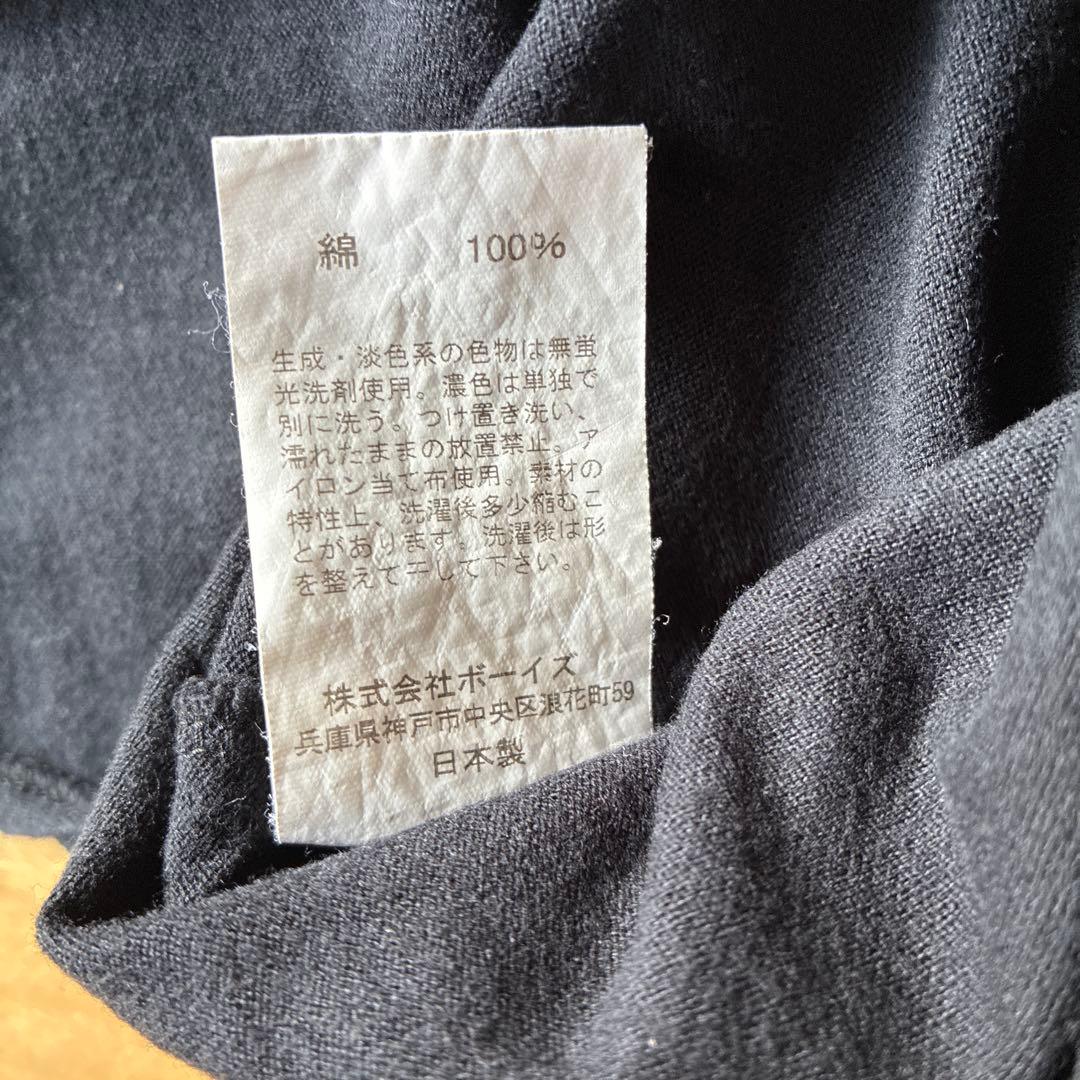 綿 100%
生成・淡色系の色物は無蛍
光洗剤使用。濃色は単独で
別に洗う。つけ置き洗い、
濡れたままの放置禁止。ア
イロン当て布使用。素材の
特性上、洗濯後多少縮むこ
とがあります。洗濯後は形
を整えて干して下さい。
株式会社ボーイズ
兵庫県神戸市中央区浪花町59
日本製